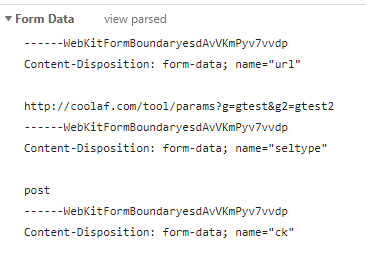 Form Data view parsed
------WebKitFormBoundaryesdAvVKmPyv7vvdp
Content-Disposition: form-data; name="url"
http://coolaf.com/tool/params?g=gtest&g2=gtest2
------WebKitFormBoundaryesdAvVKmPyv7vvdp
Content-Disposition: form-data; name="seltype"
post
------WebKitFormBoundaryesdAvVKmPyv7vvdp
Content-Disposition: form-data; name="ck"